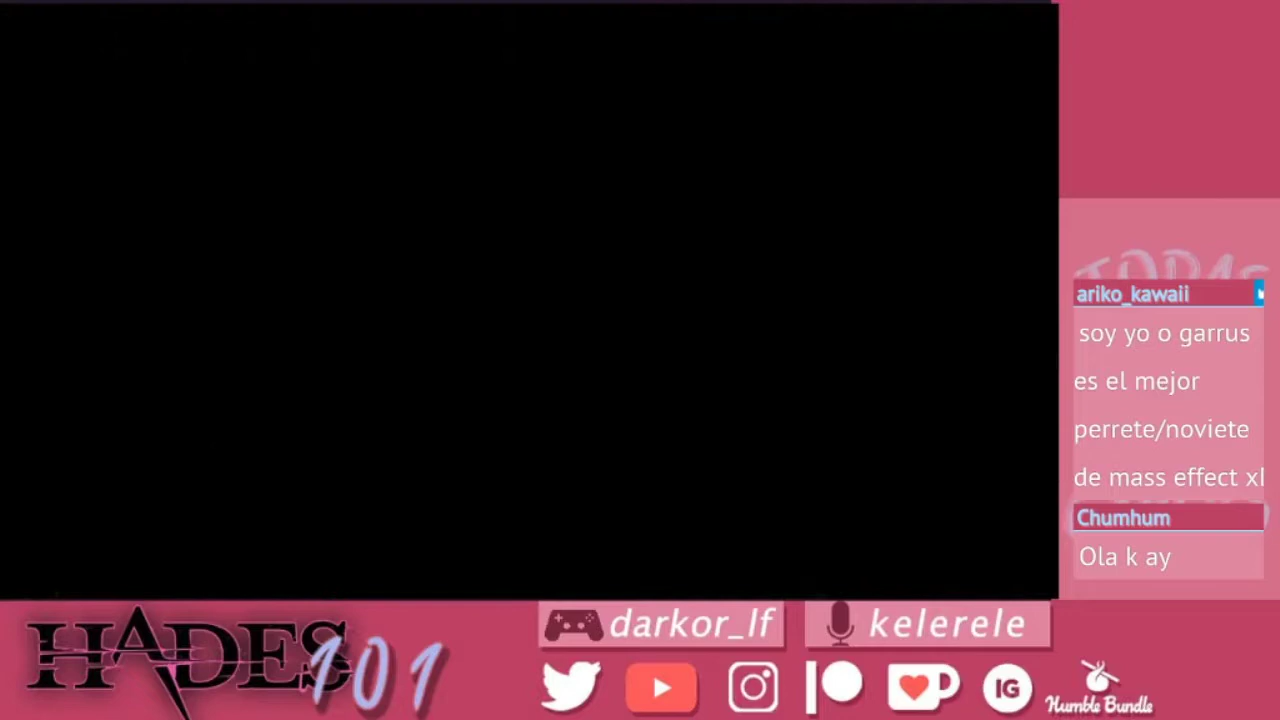 TODAS
ariko_kawaii
soy yo o garrus
es el mejor
perrete/noviete
de mass effect x
Chumhum
Ola k ay
HADES 101
darkor_lf
kelerele
IG
Humble Bundle